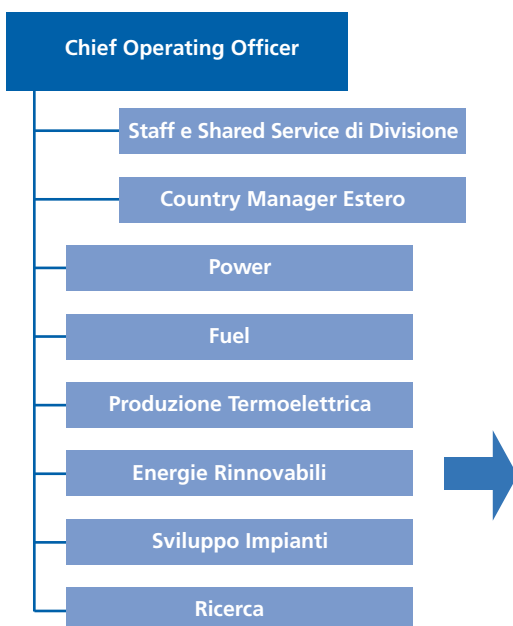 Chief Operating Officer
Staff e Shared Service di Divisione
Country Manager Estero
Power
Fuel
Produzione Termoelettrica
Energie Rinnovabili
Sviluppo Impianti
Ricerca